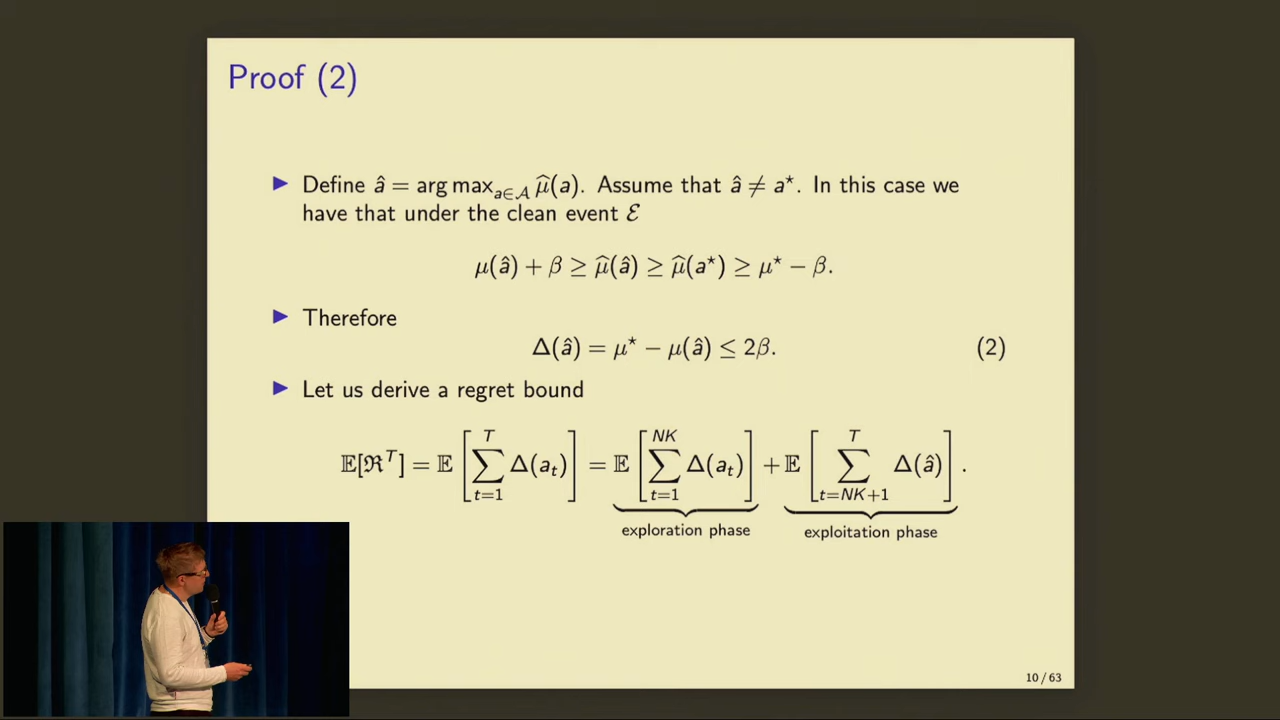 Proof (2)
▶ Define â = arg max_{a∈𝒜} μ̂(a). Assume that â ≠ a⋆. In this case we
have that under the clean event ℰ
μ(â) + β ≥ μ̂(â) ≥ μ̂(a⋆) ≥ μ⋆ − β.
▶ Therefore
Δ(â) = μ⋆ − μ(â) ≤ 2β. (2)
▶ Let us derive a regret bound
𝔼[ℜ^T] = 𝔼[∑_{t=1}^{T} Δ(a_t)] = 𝔼[∑_{t=1}^{NK} Δ(a_t)] + 𝔼[∑_{t=NK+1}^{T} Δ(â)].
exploration phase exploitation phase
10 / 63